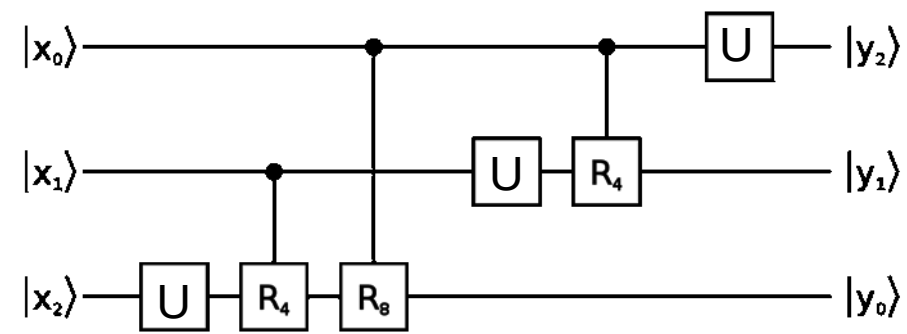 |x₀⟩ U |y₂⟩
|x₁⟩ U R₄ |y₁⟩
|x₂⟩ U R₄ R₈ |y₀⟩